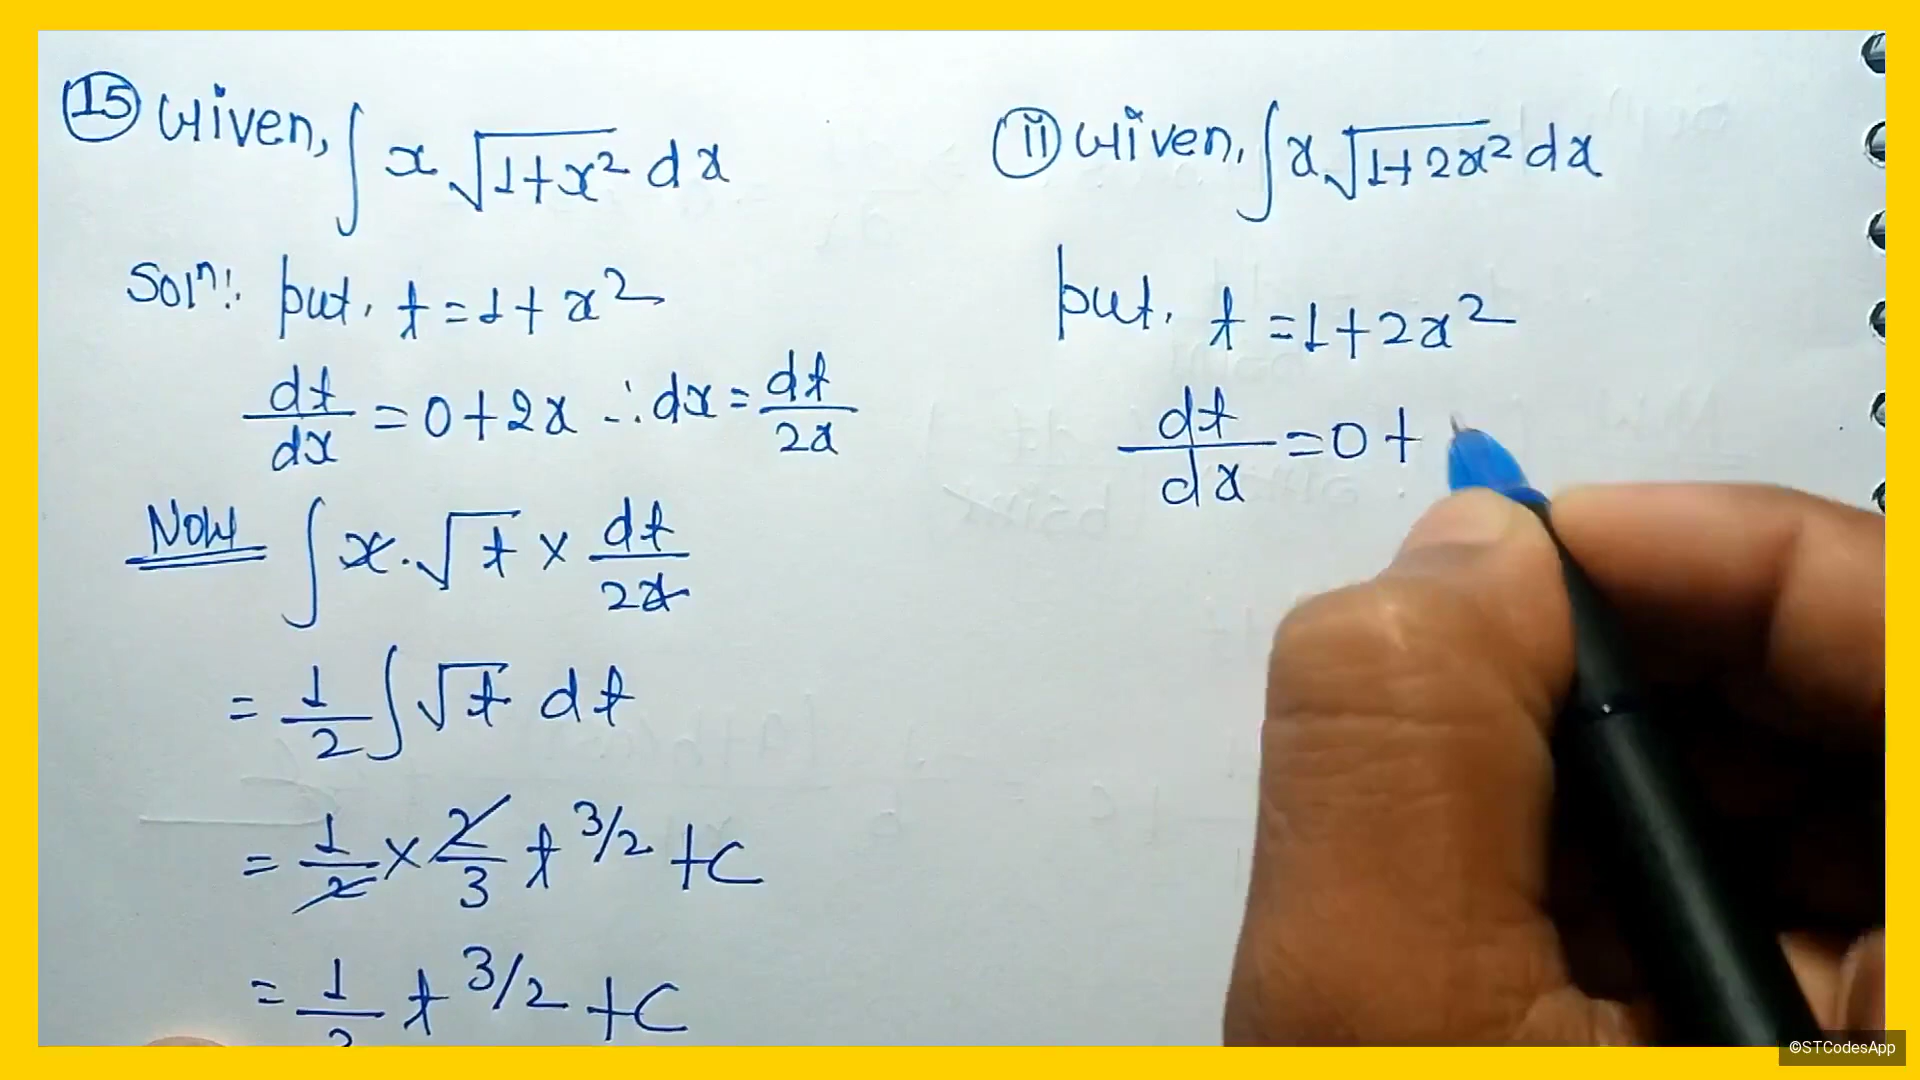 15 Given, ∫ x √1+x² dx
Solⁿ: put, t = 1 + x²
dt/dx = 0 + 2x ∴ dx = dt/2x
Now ∫ x . √t × dt/2x
= 1/2 ∫ √t dt
= 1/2 × 2/3 t^3/2 + C
= 1/3 t^3/2 + C
ii Given, ∫ x √1+2x² dx
put, t = 1 + 2x²
dt/dx = 0 +
©STCodesApp